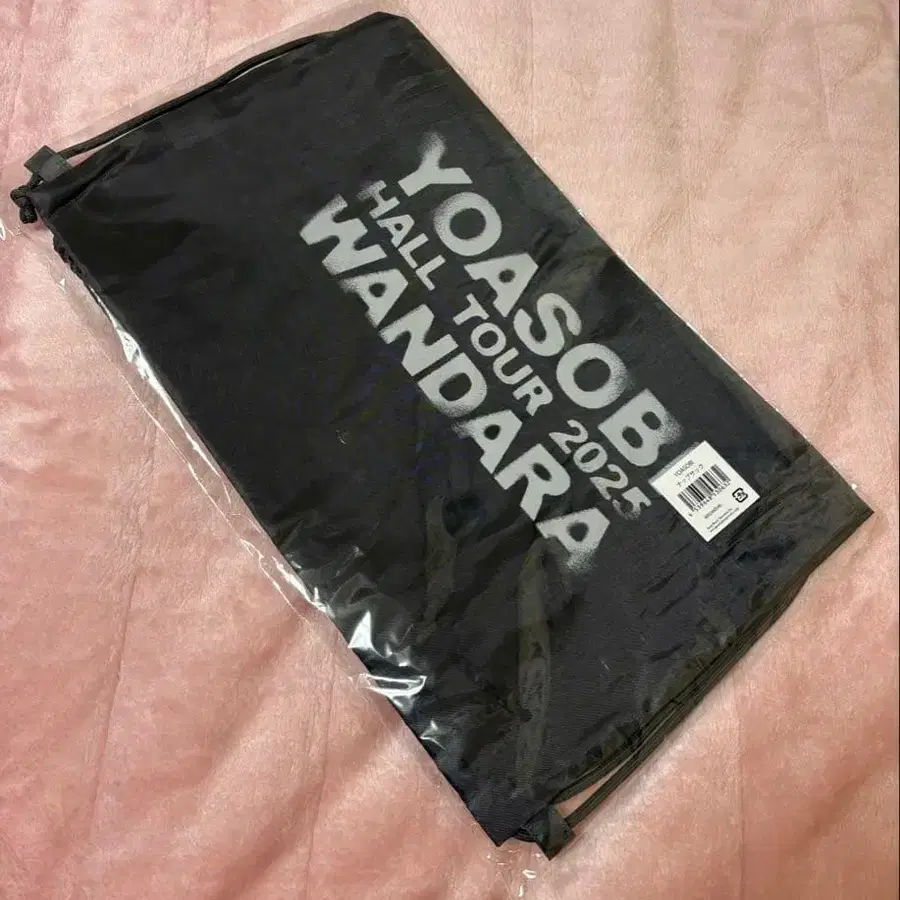 YOASOBI
HALL TOUR 2025
WANDARA
YOASOBI
ナップサック